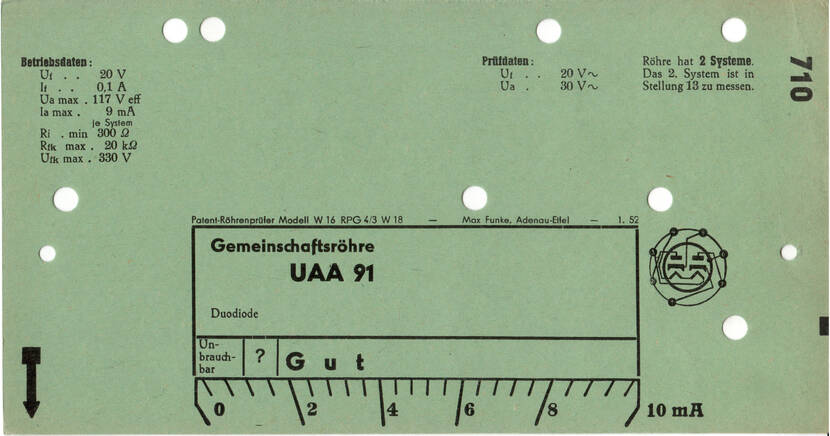 Betriebsdaten:
Uf . . 20 V
If . . 0,1 A
Ua max . 117 V eff
Ia max . 9 mA
je System
Ri . min 300 Ω
Rfk max . 20 kΩ
Ufk max . 330 V
Prüfdaten:
Uf . . 20 V~
Ua . 30 V~
Röhre hat 2 Systeme.
Das 2. System ist in
Stellung 13 zu messen.
710
Patent-Röhrenprüfer Modell W 16 RPG 4/3 W 18 — Max Funke, Adenau-Eifel — 1. 52
Gemeinschaftsröhre
UAA 91
Duodiode
Un-
brauch-
bar
?
Gut
0 2 4 6 8 10 mA